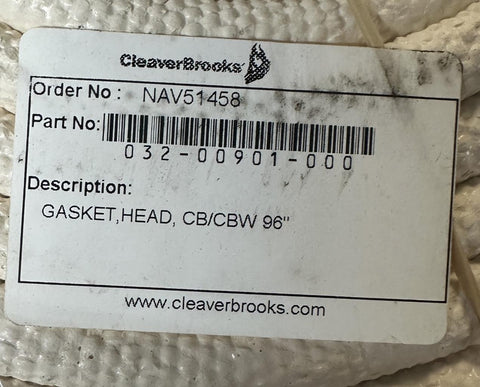 CleaverBrooks
Order No : NAV51458
Part No:
032-00901-000
Description:
GASKET,HEAD, CB/CBW 96"
www.cleaverbrooks.com